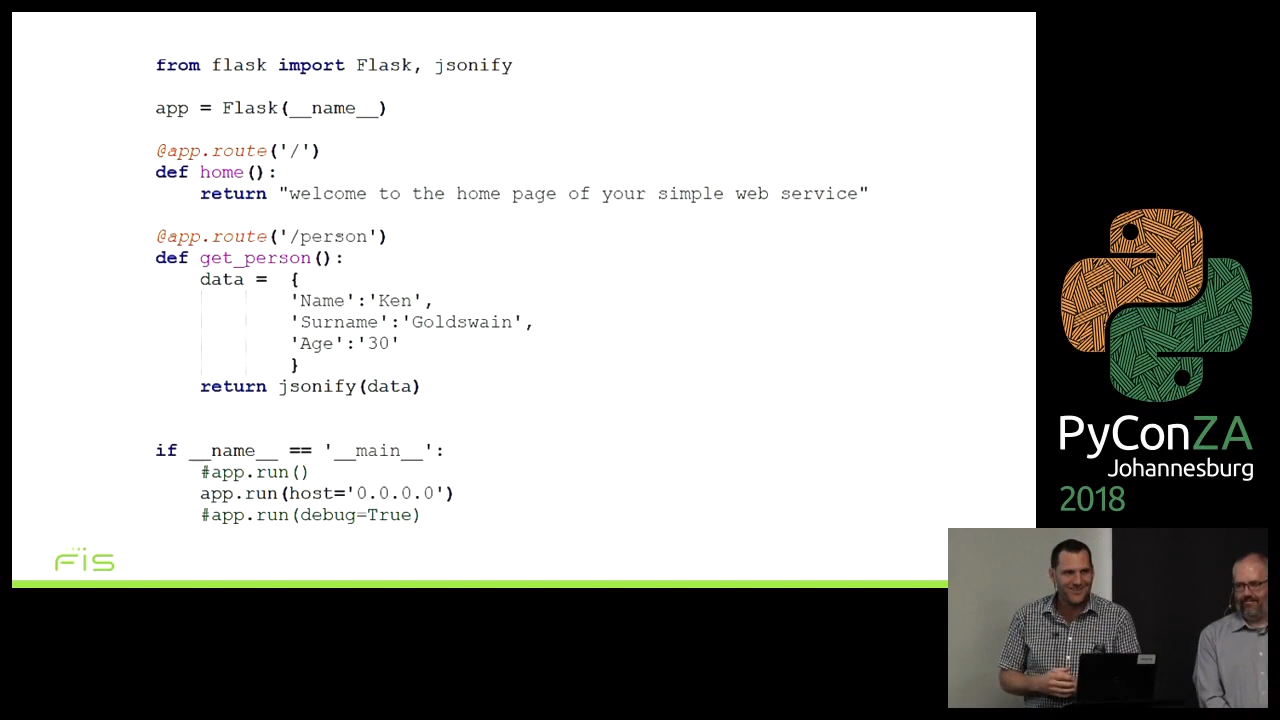 from flask import Flask, jsonify
app = Flask(__name__)
@app.route('/')
def home():
    return "welcome to the home page of your simple web service"
@app.route('/person')
def get_person():
    data =  {
            'Name':'Ken',
            'Surname':'Goldswain',
            'Age':'30'
            }
    return jsonify(data)
if __name__ == '__main__':
    #app.run()
    app.run(host='0.0.0.0')
    #app.run(debug=True)
FIS
PyConZA
Johannesburg
2018